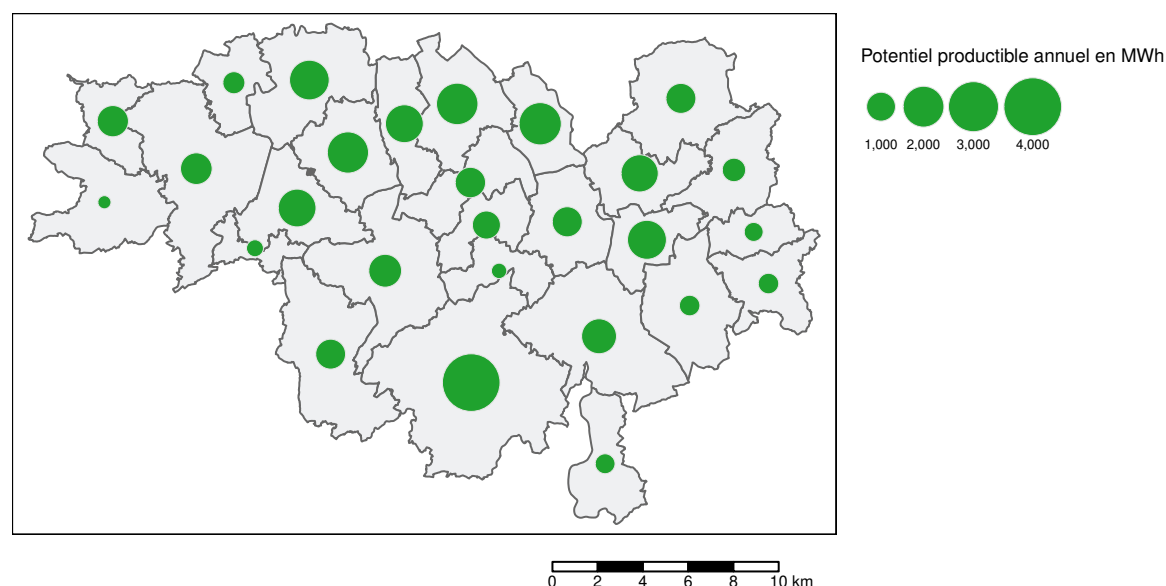 Potentiel productible annuel en MWh
1,000 2,000 3,000 4,000
0 2 4 6 8 10 km